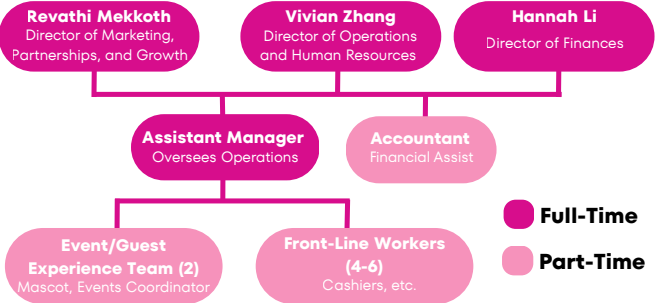 Revathi Mekkoth
Director of Marketing,
Partnerships, and Growth
Vivian Zhang
Director of Operations
and Human Resources
Hannah Li
Director of Finances
Assistant Manager
Oversees Operations
Accountant
Financial Assist
Event/Guest
Experience Team (2)
Mascot, Events Coordinator
Front-Line Workers
(4-6)
Cashiers, etc.
Full-Time
Part-Time